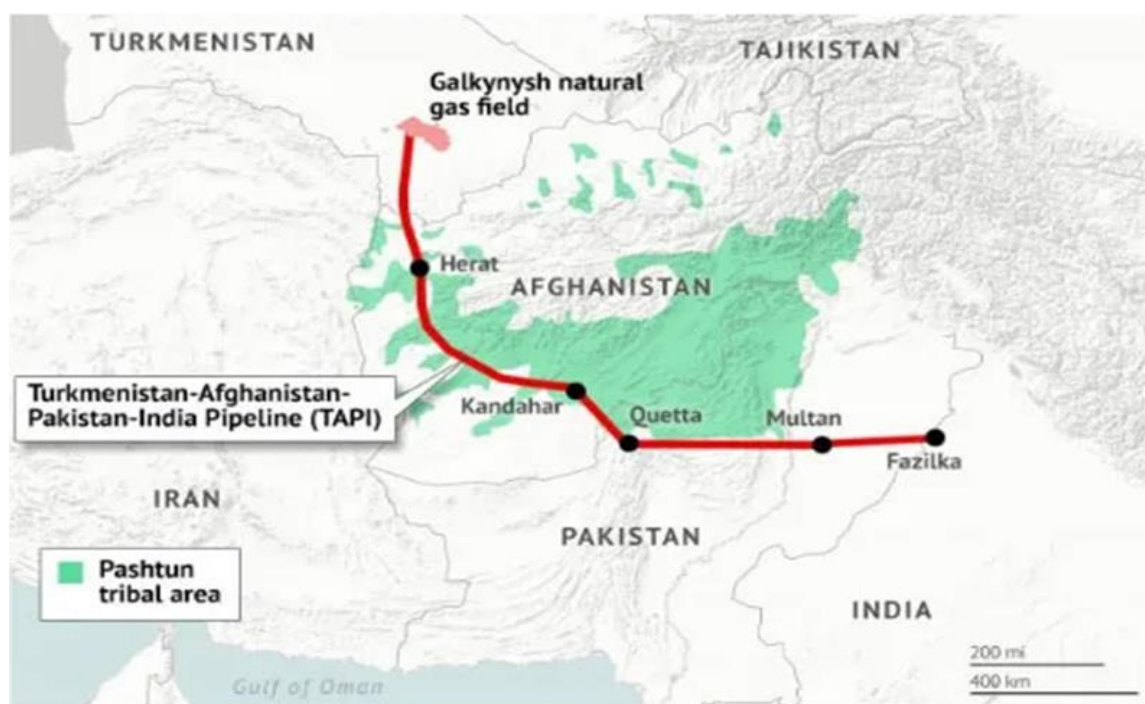 TURKMENISTAN
TAJIKISTAN
Galkynysh natural
gas field
Herat
AFGHANISTAN
Turkmenistan-Afghanistan-
Pakistan-India Pipeline (TAPI)
Kandahar
Quetta
Multan
Fazilka
IRAN
PAKISTAN
Pashtun
tribal area
INDIA
200 mi
400 km
Gulf of Oman